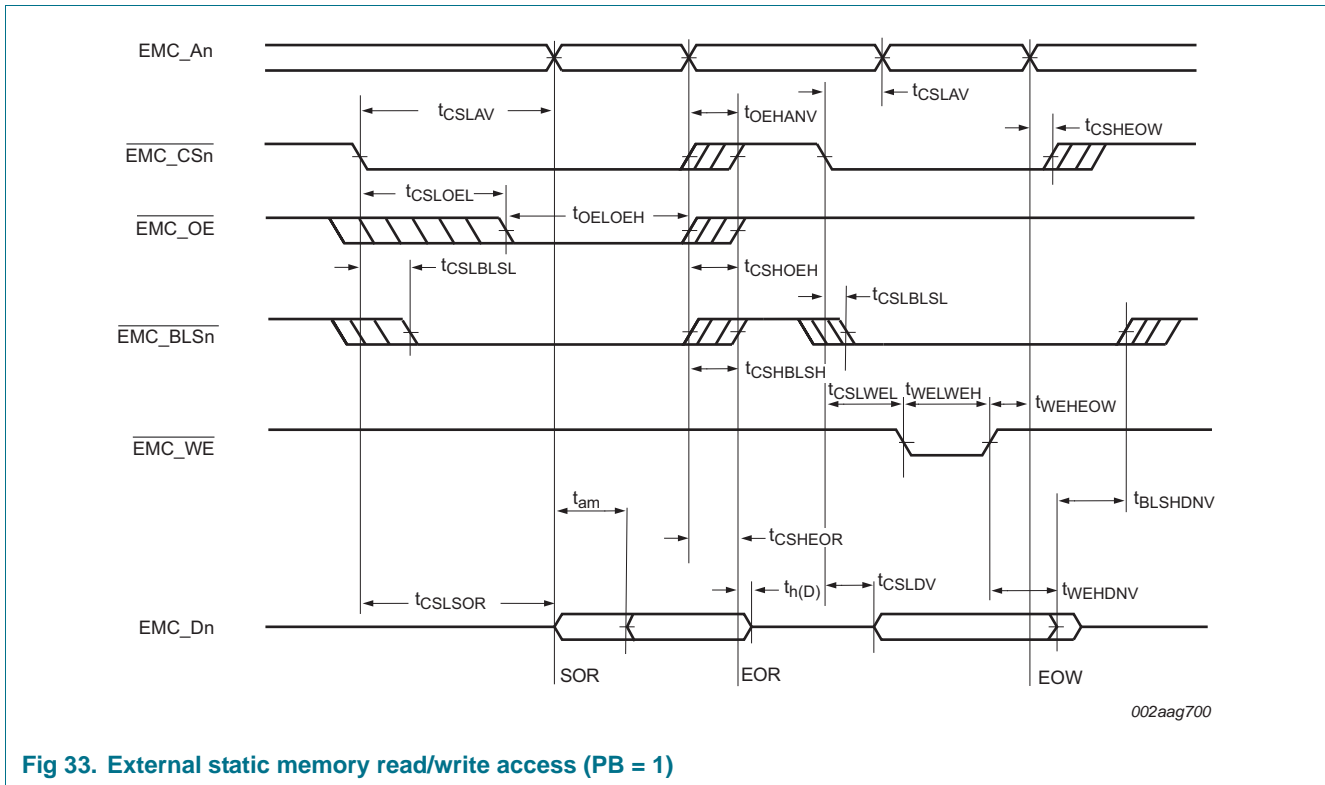 EMC_An
tCSLAV
tOEHANV
tCSLAV
tCSHEOW
EMC_CSn
tCSLOEL
tOELOEH
EMC_OE
tCSLBLSL
tCSHOEH
tCSLBLSL
EMC_BLSn
tCSHBLSH
tCSLWEL
tWELWEH
tWEHEOW
EMC_WE
tam
tBLSHDNV
tCSHEOR
tCSLSOR
th(D)
tCSLDV
tWEHDNV
EMC_Dn
SOR
EOR
EOW
002aag700
Fig 33. External static memory read/write access (PB = 1)